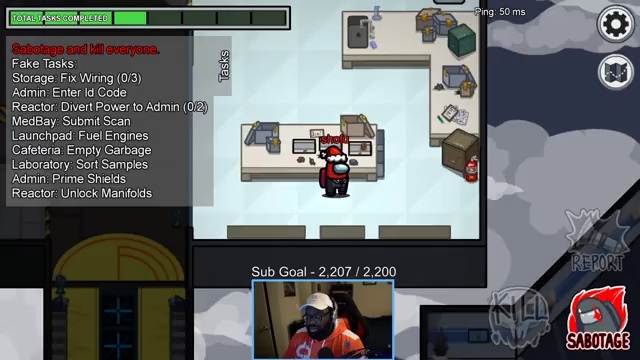 TOTAL TASKS COMPLETED
Ping: 50 ms
Sabotage and kill everyone.
Fake Tasks:
Storage: Fix Wiring (0/3)
Admin: Enter Id Code
Reactor: Divert Power to Admin (0/2)
MedBay: Submit Scan
Launchpad: Fuel Engines
Cafeteria: Empty Garbage
Laboratory: Sort Samples
Admin: Prime Shields
Reactor: Unlock Manifolds
Tasks
REPORT
Sub Goal - 2,207 / 2,200
KILL
SABOTAGE